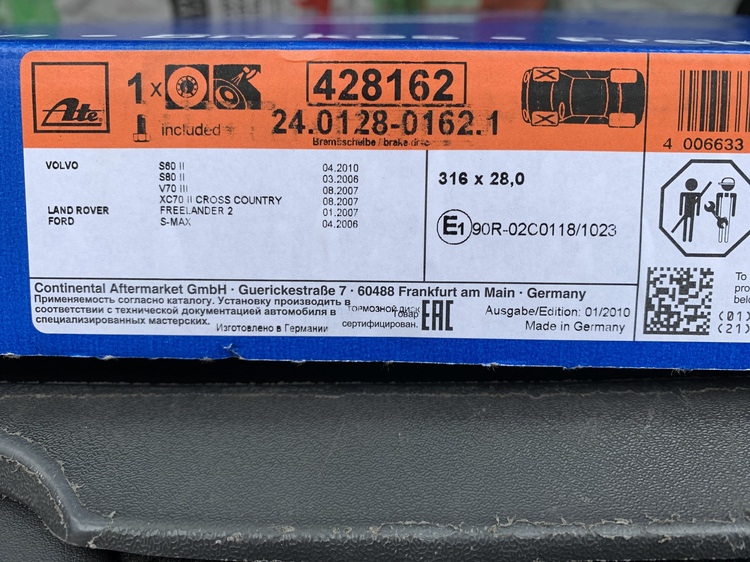 Ate
1x
included
428162
24.0128-0162.1
Bremsscheibe / brake disc
4 006633
VOLVO
S60 II 04.2010
S80 II 03.2006
V70 III 08.2007
XC70 II CROSS COUNTRY 08.2007
LAND ROVER FREELANDER 2 01.2007
FORD S-MAX 04.2006
316 x 28,0
E1 90R-02C0118/1023
Continental Aftermarket GmbH · Guerickestraße 7 · 60488 Frankfurt am Main · Germany
Применяемость согласно каталогу. Установку производить в
соответствии с технической документацией автомобиля в
специализированных мастерских.
Изготовлено в Германии
ТОРМОЗНОЙ ДИСК
Товар
сертифицирован.
EAC
Ausgabe/Edition: 01/2010
Made in Germany
To
(01)
(21)